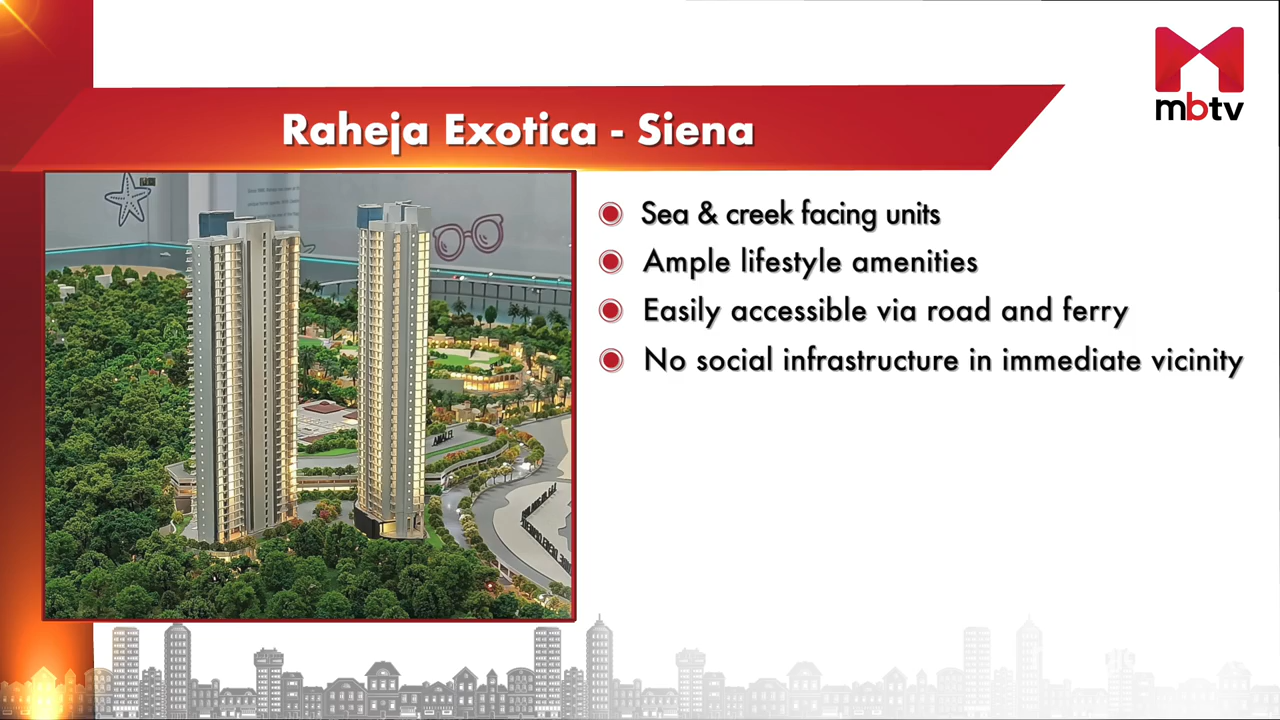 mbtv
Raheja Exotica - Siena
Sea & creek facing units
Ample lifestyle amenities
Easily accessible via road and ferry
No social infrastructure in immediate vicinity
AMALFI